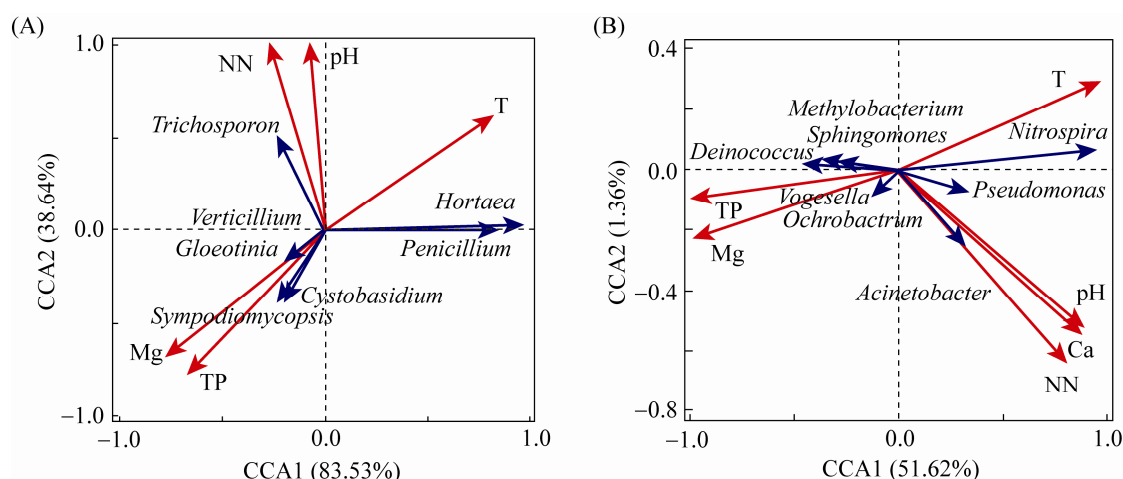 (A)
1.0
0.0
−1.0
CCA2 (38.64%)
NN
pH
T
Trichosporon
Hortaea
Verticillium
Gloeotinia
Penicillium
Cystobasidium
Sympodiomycopsis
Mg
TP
−1.0
0.0
1.0
CCA1 (83.53%)
(B)
0.4
0.0
−0.4
−0.8
CCA2 (1.36%)
T
Methylobacterium
Sphingomones
Nitrospira
Deinococcus
Vogesella
Pseudomonas
TP
Ochrobactrum
Mg
Acinetobacter
pH
Ca
NN
−1.0
0.0
1.0
CCA1 (51.62%)